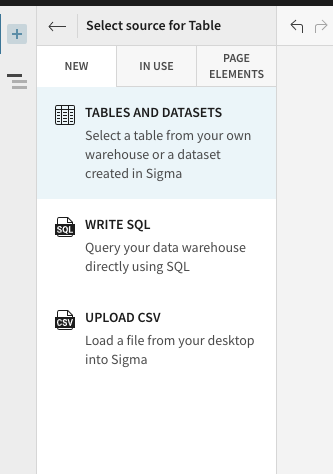 Select source for Table
NEW
IN USE
PAGE
ELEMENTS
TABLES AND DATASETS
Select a table from your own
warehouse or a dataset
created in Sigma
SQL
WRITE SQL
Query your data warehouse
directly using SQL
CSV
UPLOAD CSV
Load a file from your desktop
into Sigma